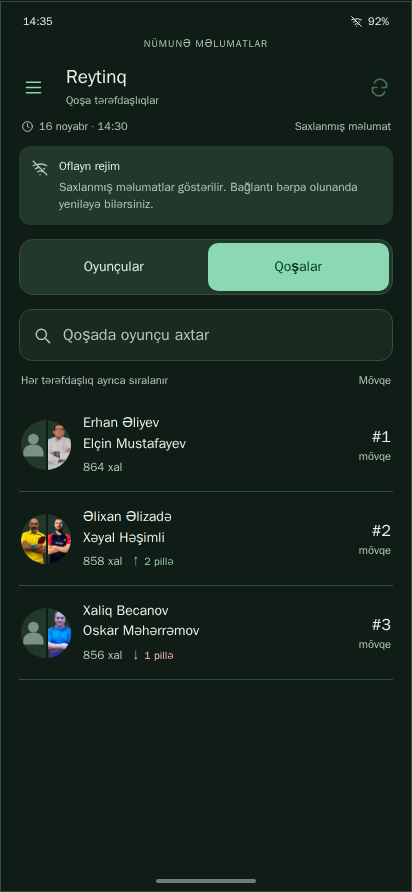 14:35 92%
NÜMUNƏ MƏLUMATLAR
Reytinq
Qoşa tərəfdaşlıqlar
16 noyabr · 14:30 Saxlanmış məlumat
Oflayn rejim
Saxlanmış məlumatlar göstərilir. Bağlantı bərpa olunanda
yeniləyə bilərsiniz.
Oyunçular Qoşalar
Qoşada oyunçu axtar
Hər tərəfdaşlıq ayrıca sıralanır Mövqe
Erhan Əliyev
Elçin Mustafayev
864 xal
#1
mövqe
Əlixan Əlizadə
Xəyal Həşimli
858 xal ↑ 2 pillə
#2
mövqe
Xaliq Becanov
Oskar Məhərrəmov
856 xal ↓ 1 pillə
#3
mövqe